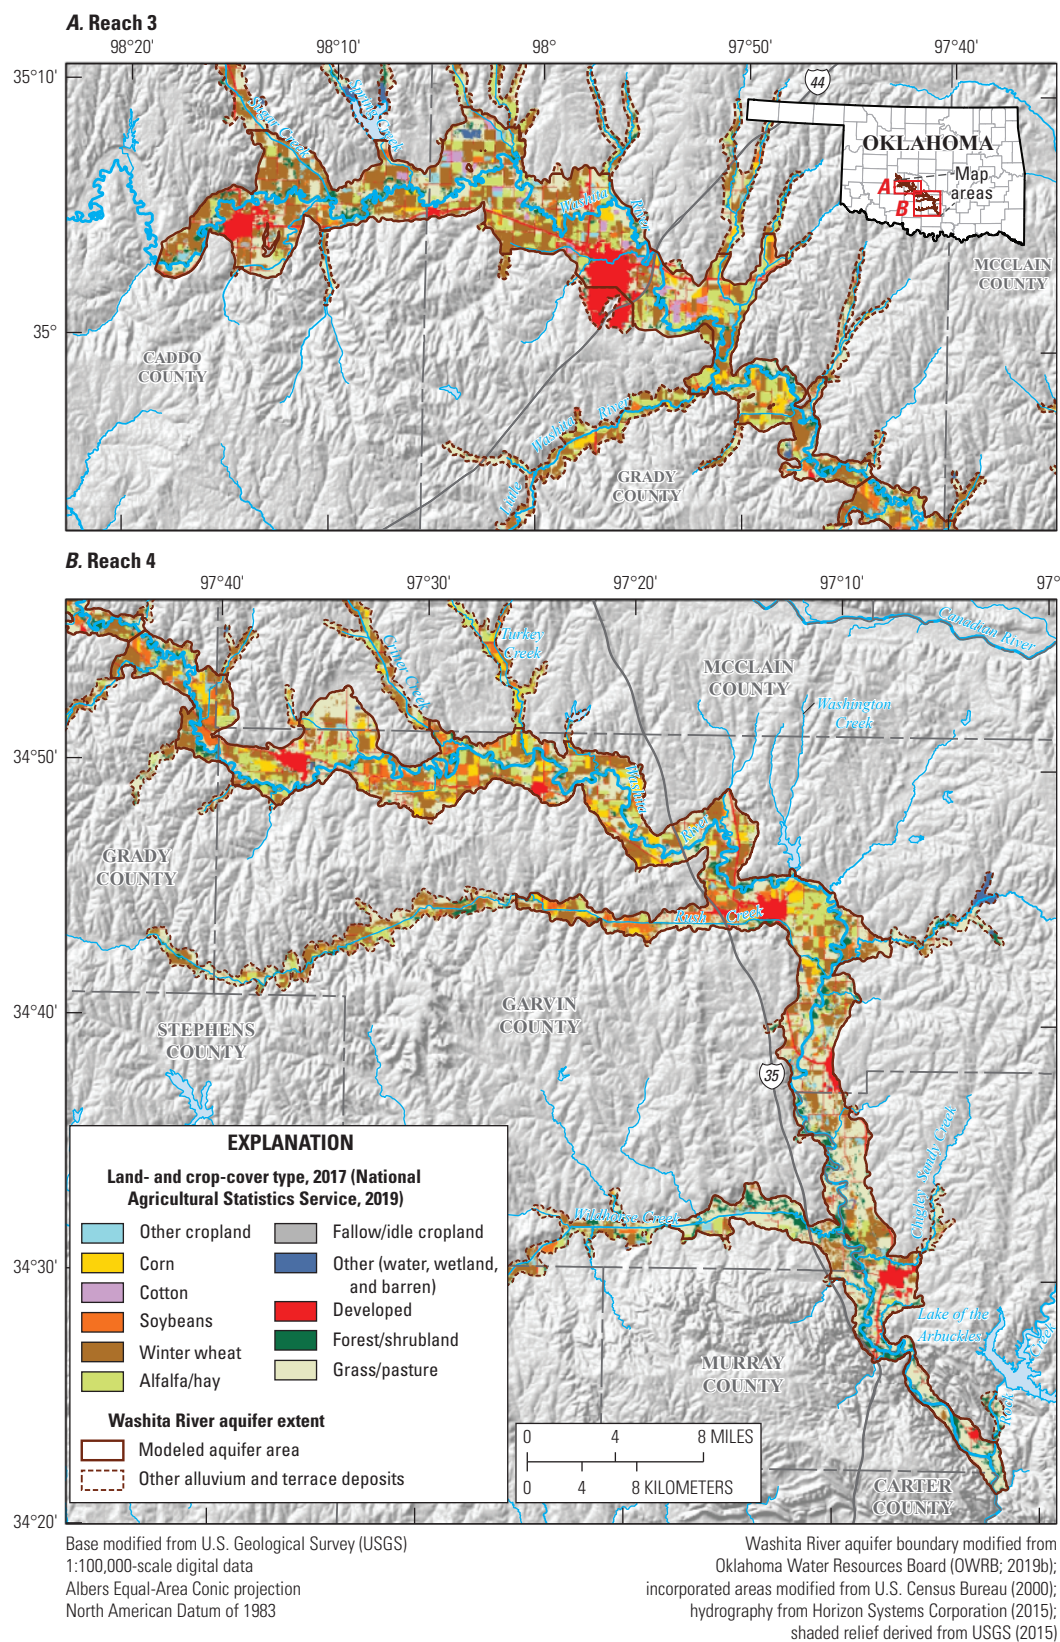 A. Reach 3
98°20' 98°10' 98° 97°50' 97°40'
35°10'
35°
Sugar Creek
Spring Creek
44
OKLAHOMA
A
B
Map
areas
Washita
River
MCCLAIN
COUNTY
CADDO
COUNTY
Little Washita River
GRADY
COUNTY
B. Reach 4
97°40' 97°30' 97°20' 97°10' 97°
Canadian River
Turkey
Creek
Criner Creek
MCCLAIN
COUNTY
Washington
Creek
34°50'
Washita
River
GRADY
COUNTY
Rush Creek
34°40'
GARVIN
COUNTY
STEPHENS
COUNTY
35
Chigley Sandy Creek
Wildhorse Creek
34°30'
Lake of the
Arbuckles
Rock Creek
MURRAY
COUNTY
CARTER
COUNTY
34°20'
EXPLANATION
Land- and crop-cover type, 2017 (National
Agricultural Statistics Service, 2019)
Other cropland
Corn
Cotton
Soybeans
Winter wheat
Alfalfa/hay
Fallow/idle cropland
Other (water, wetland,
and barren)
Developed
Forest/shrubland
Grass/pasture
Washita River aquifer extent
Modeled aquifer area
Other alluvium and terrace deposits
0 4 8 MILES
0 4 8 KILOMETERS
Base modified from U.S. Geological Survey (USGS)
1:100,000-scale digital data
Albers Equal-Area Conic projection
North American Datum of 1983
Washita River aquifer boundary modified from
Oklahoma Water Resources Board (OWRB; 2019b);
incorporated areas modified from U.S. Census Bureau (2000);
hydrography from Horizon Systems Corporation (2015);
shaded relief derived from USGS (2015)